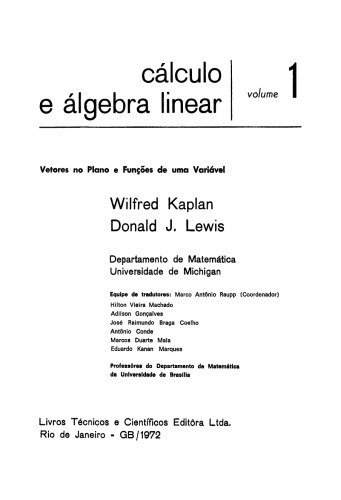 cálculo
e álgebra linear
volume 1
Vetores no Plano e Funções de uma Variável
Wilfred Kaplan
Donald J. Lewis
Departamento de Matemática
Universidade de Michigan
Equipe de tradutores: Marco Antônio Raupp (Coordenador)
Hilton Vieira Machado
Adilson Gonçalves
José Raimundo Braga Coelho
Antônio Conde
Marcos Duarte Maia
Eduardo Kanan Marques
Professôres do Departamento de Matemática
da Universidade de Brasília
Livros Técnicos e Científicos Editôra Ltda.
Rio de Janeiro - GB/1972